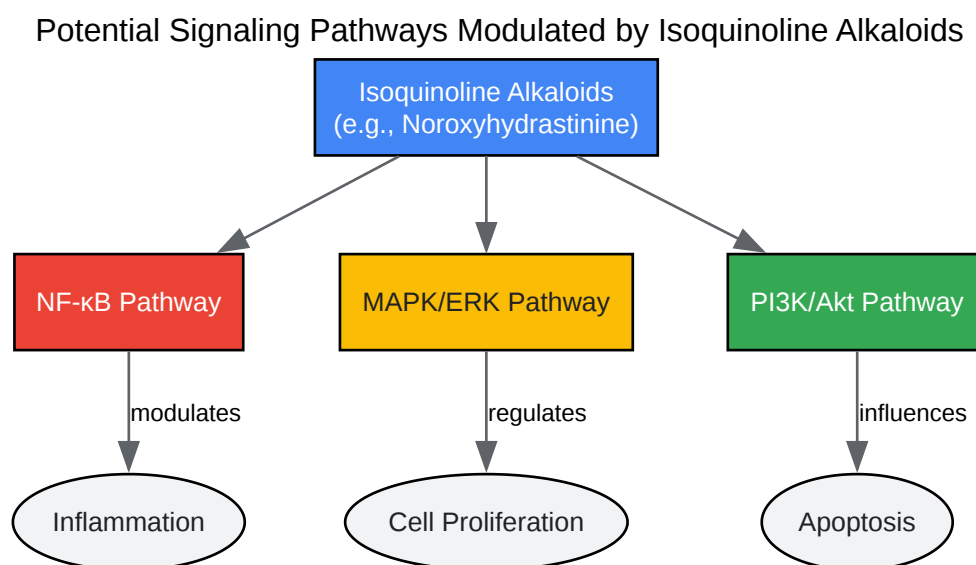 Potential Signaling Pathways Modulated by Isoquinoline Alkaloids
Isoquinoline Alkaloids
(e.g., Noroxyhydrastinine)
NF-κB Pathway
MAPK/ERK Pathway
PI3K/Akt Pathway
modulates
regulates
influences
Inflammation
Cell Proliferation
Apoptosis